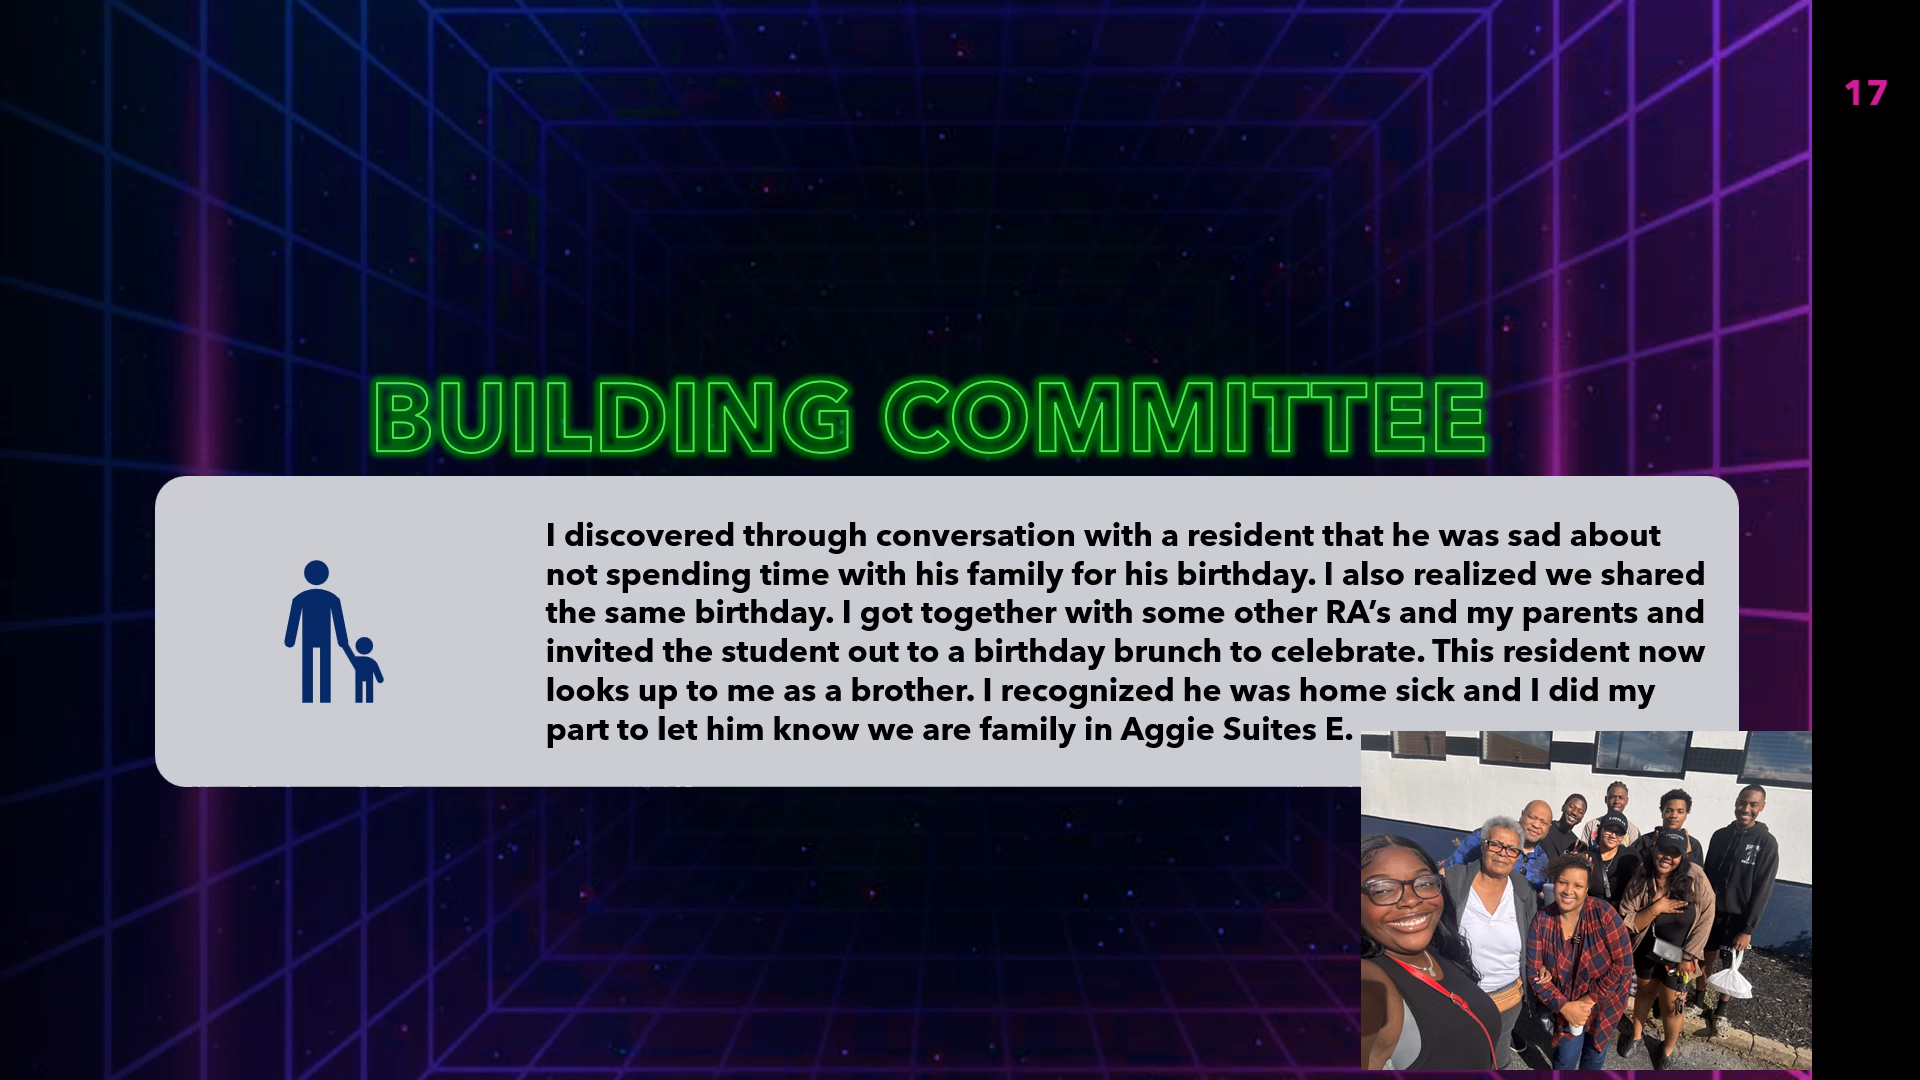 17
BUILDING COMMITTEE
I discovered through conversation with a resident that he was sad about
not spending time with his family for his birthday. I also realized we shared
the same birthday. I got together with some other RA’s and my parents and
invited the student out to a birthday brunch to celebrate. This resident now
looks up to me as a brother. I recognized he was home sick and I did my
part to let him know we are family in Aggie Suites E.